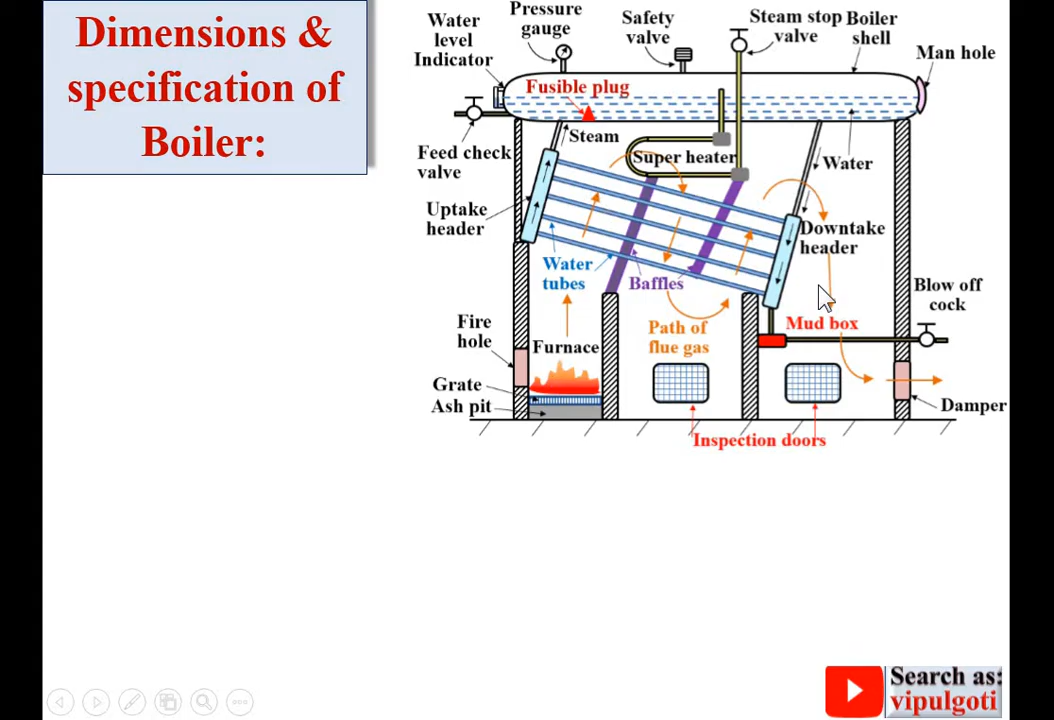 Dimensions &
specification of
Boiler:
Water
level
Indicator
Pressure
gauge
Safety
valve
Steam stop
valve
Boiler
shell
Man hole
Fusible plug
Feed check
valve
Steam
Super heater
Water
Uptake
header
Downtake
header
Water
tubes
Baffles
Blow off
cock
Fire
hole
Furnace
Path of
flue gas
Mud box
Grate
Ash pit
Damper
Inspection doors
Search as:
vipulgoti